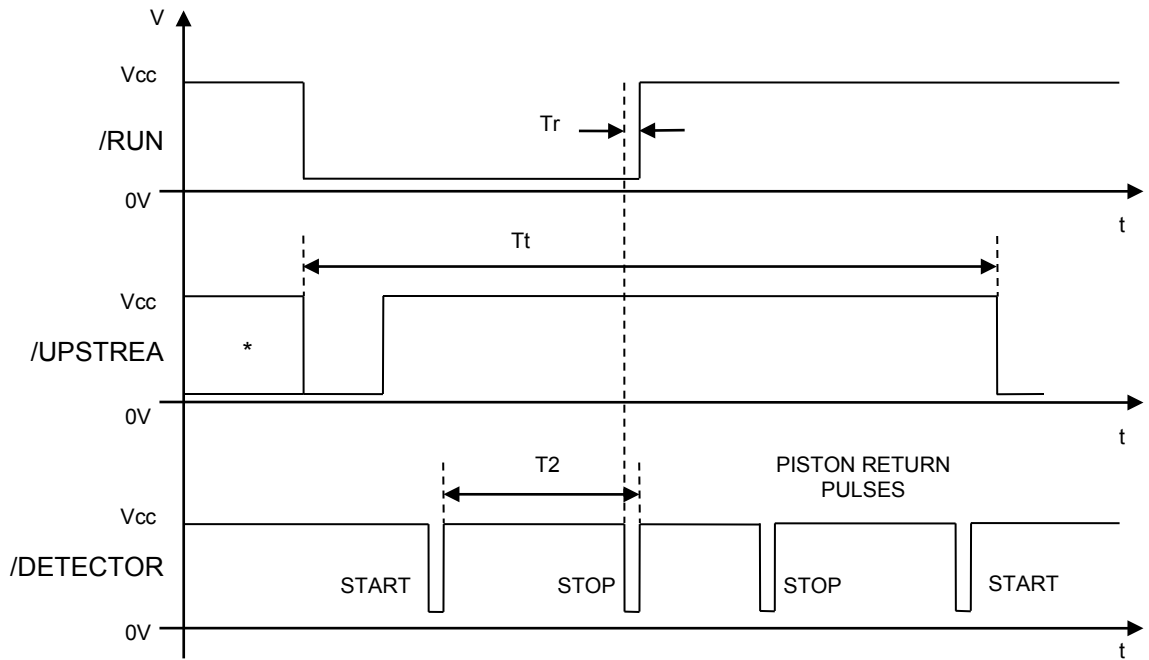 V
Vcc
Tr
/RUN
0V
t
Tt
Vcc
/UPSTREA
*
0V
t
T2
PISTON RETURN
PULSES
Vcc
/DETECTOR
START
STOP
STOP
START
0V
t